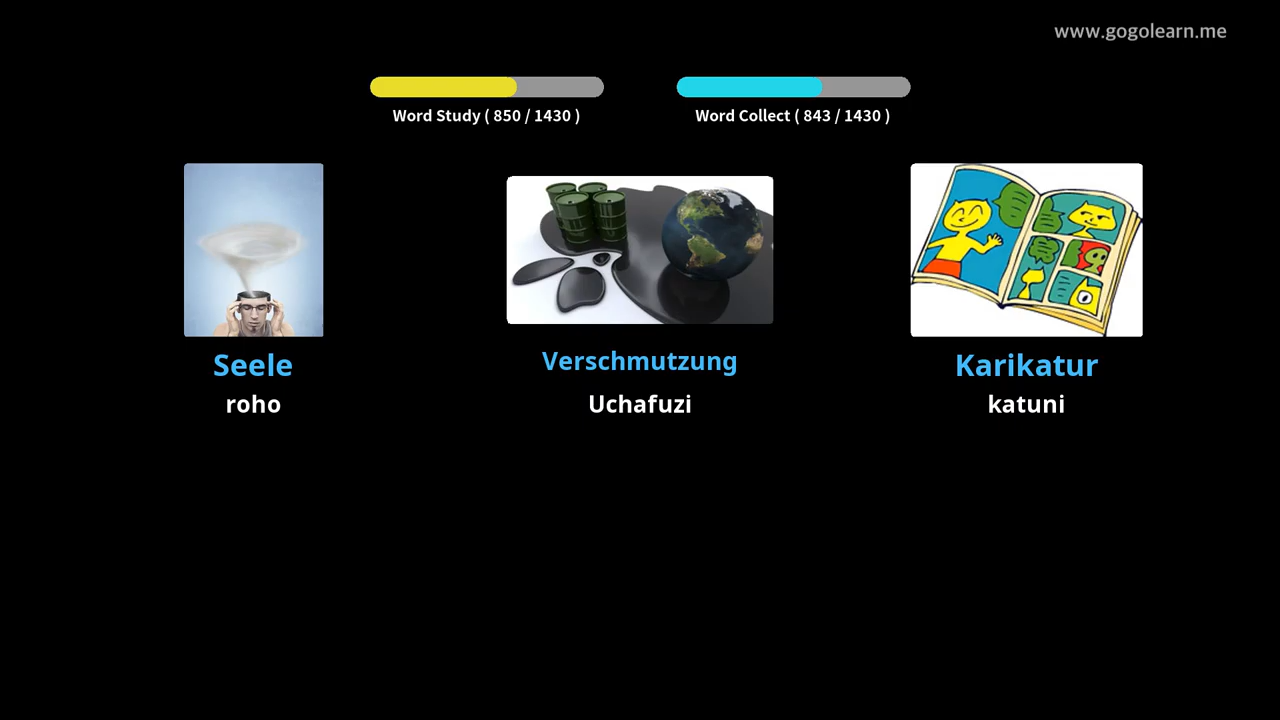 www.gogolearn.me
Word Study ( 850 / 1430 )
Word Collect ( 843 / 1430 )
Seele
roho
Verschmutzung
Uchafuzi
Karikatur
katuni